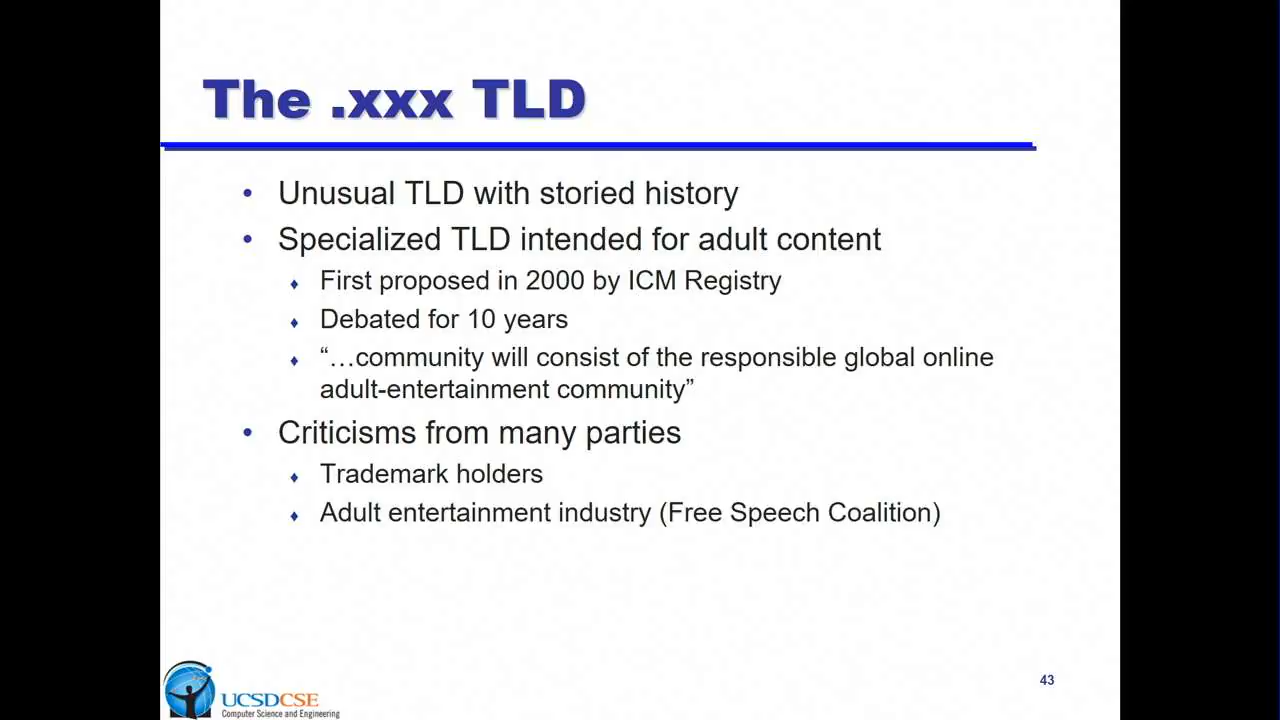 The .xxx TLD
• Unusual TLD with storied history
• Specialized TLD intended for adult content
♦ First proposed in 2000 by ICM Registry
♦ Debated for 10 years
♦ “…community will consist of the responsible global online
adult-entertainment community”
• Criticisms from many parties
♦ Trademark holders
♦ Adult entertainment industry (Free Speech Coalition)
43
UCSDCSE
Computer Science and Engineering